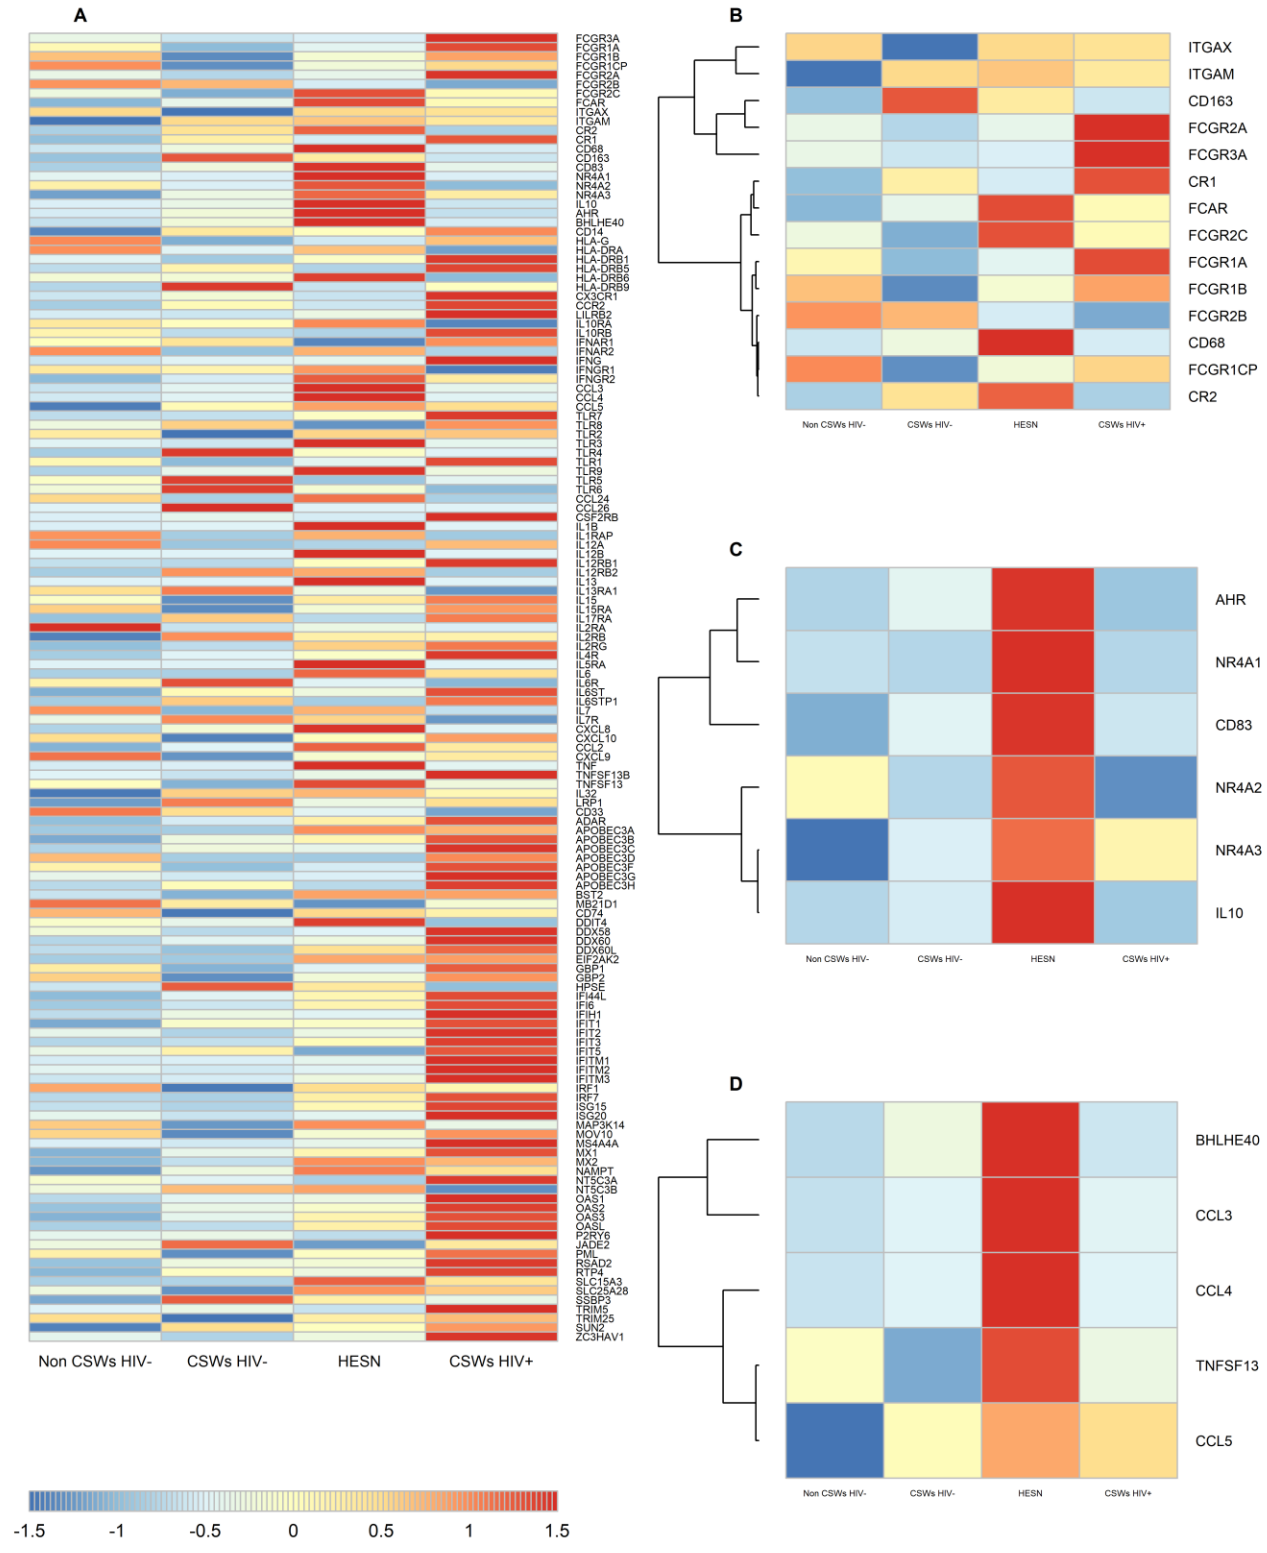 A
FCGR3A
FCGR1A
FCGR1B
FCGR1CP
FCGR2A
FCGR2B
FCGR2C
FCAR
ITGAX
ITGAM
CR2
CR1
CD68
CD163
CD83
NR4A1
NR4A2
NR4A3
IL10
AHR
BHLHE40
CD14
HLA-G
HLA-DRA
HLA-DRB1
HLA-DRB5
HLA-DRB6
HLA-DRB9
CX3CR1
CCR2
LILRB2
IL10RA
IL10RB
IFNAR1
IFNAR2
IFNG
IFNGR1
IFNGR2
CCL3
CCL4
CCL5
TLR7
TLR8
TLR2
TLR3
TLR4
TLR1
TLR9
TLR5
TLR6
CCL24
CCL26
CSF2RB
IL1B
IL1RAP
IL12A
IL12B
IL12RB1
IL12RB2
IL13
IL13RA1
IL15
IL15RA
IL17RA
IL2RA
IL2RB
IL2RG
IL4R
IL5RA
IL6
IL6R
IL6ST
IL6STP1
IL7
IL7R
CXCL8
CXCL10
CCL2
CXCL9
TNF
TNFSF13B
TNFSF13
IL32
LRP1
CD33
ADAR
APOBEC3A
APOBEC3B
APOBEC3C
APOBEC3D
APOBEC3F
APOBEC3G
APOBEC3H
BST2
MB21D1
CD74
DDIT4
DDX58
DDX60
DDX60L
EIF2AK2
GBP1
GBP2
HPSE
IFI44L
IFI6
IFIH1
IFIT1
IFIT2
IFIT3
IFIT5
IFITM1
IFITM2
IFITM3
IRF1
IRF7
ISG15
ISG20
MAP3K14
MOV10
MS4A4A
MX1
MX2
NAMPT
NT5C3A
NT5C3B
OAS1
OAS2
OAS3
OASL
P2RY6
JADE2
PML
RSAD2
RTP4
SLC15A3
SLC25A28
SSBP3
TRIM5
TRIM25
SUN2
ZC3HAV1
Non CSWs HIV- CSWs HIV- HESN CSWs HIV+
-1.5 -1 -0.5 0 0.5 1 1.5
B
ITGAX
ITGAM
CD163
FCGR2A
FCGR3A
CR1
FCAR
FCGR2C
FCGR1A
FCGR1B
FCGR2B
CD68
FCGR1CP
CR2
Non CSWs HIV- CSWs HIV- HESN CSWs HIV+
C
AHR
NR4A1
CD83
NR4A2
NR4A3
IL10
Non CSWs HIV- CSWs HIV- HESN CSWs HIV+
D
BHLHE40
CCL3
CCL4
TNFSF13
CCL5
Non CSWs HIV- CSWs HIV- HESN CSWs HIV+